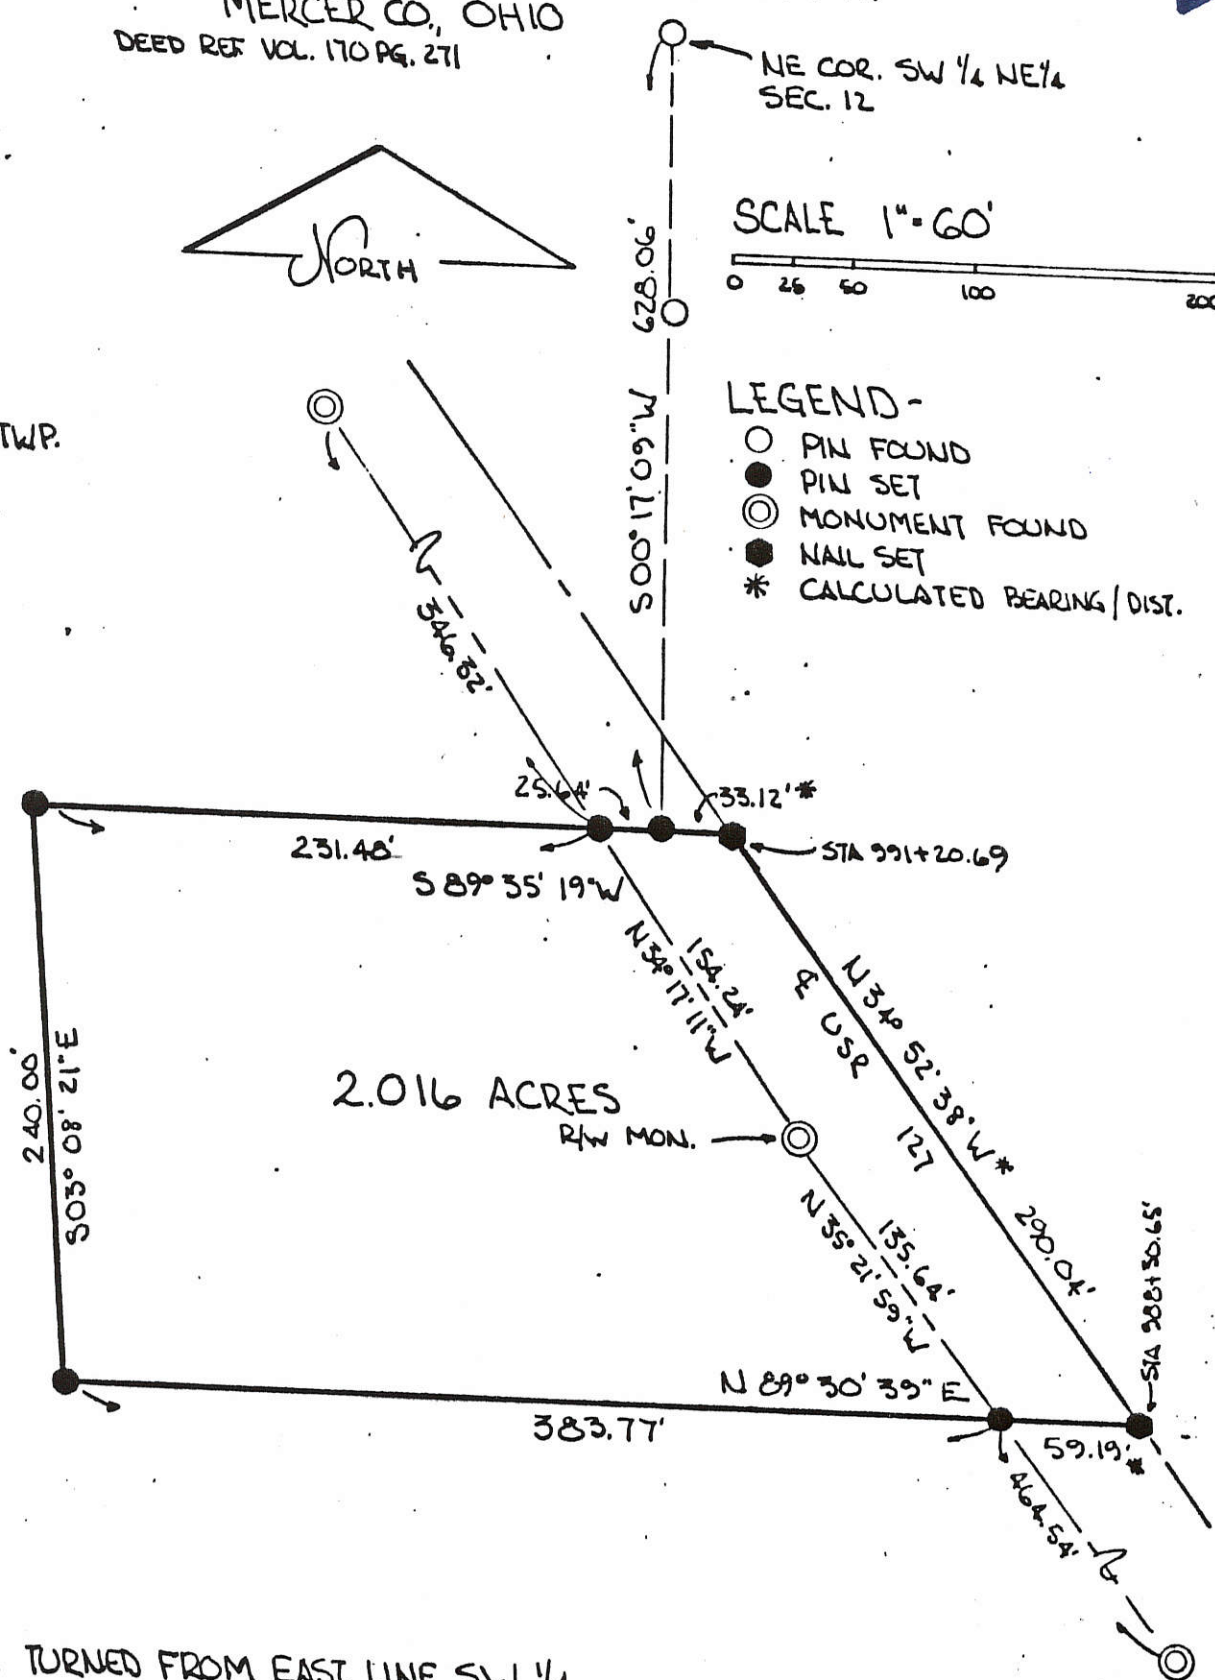 MERCER CO., OHIO
DEED REF VOL. 170 PG. 271
NE COR. SW 1/4 NE 1/4
SEC. 12
NORTH
SCALE 1"=60'
0 25 50 100 200
628.06'
S 00° 17' 09" W
TWP.
LEGEND-
PIN FOUND
PIN SET
MONUMENT FOUND
NAIL SET
* CALCULATED BEARING / DIST.
346.32'
25.64'
33.12' *
STA 991+20.69
231.48'
S 89° 35' 19" W
154.24'
N 34° 17' 11" W
℄ USR 127
N 34° 52' 38" W *
290.04'
240.00'
S 03° 08' 21" E
2.016 ACRES
R/W MON.
135.64'
N 35° 21' 59" W
STA 988+30.65'
N 89° 30' 39" E
383.77'
59.19' *
464.54'
TURNED FROM EAST LINE SW 1/4